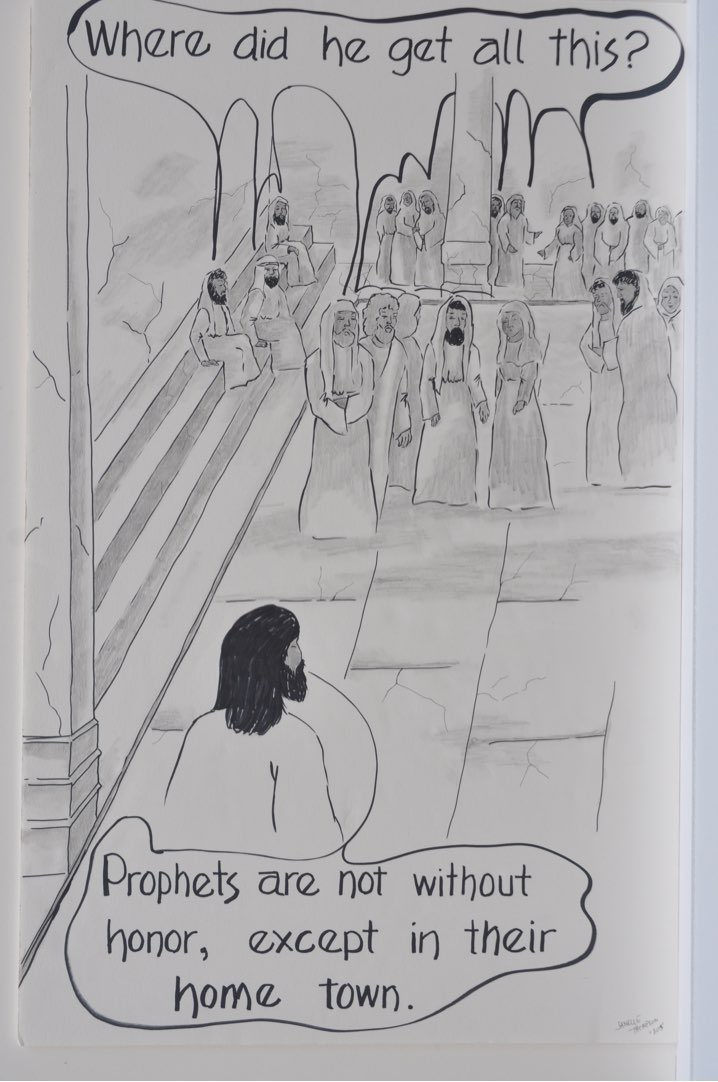 Where did he get all this?
Prophets are not without
honor, except in their
home town.